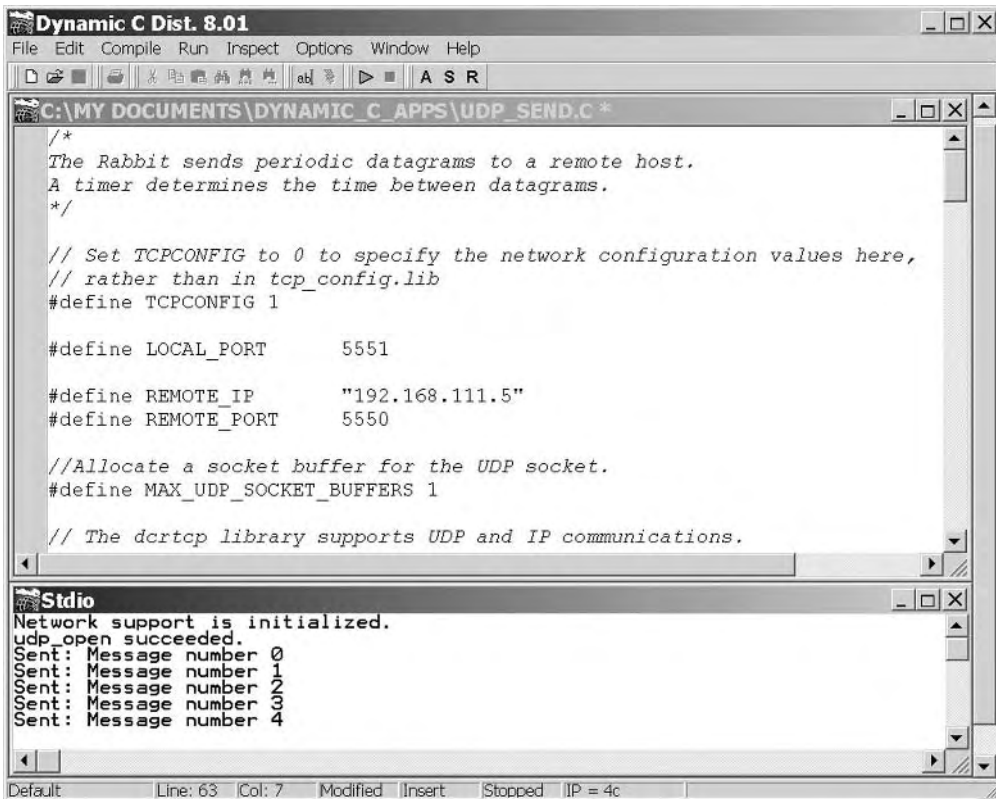 Dynamic C Dist. 8.01
File Edit Compile Run Inspect Options Window Help
ab| A S R
C:\MY DOCUMENTS\DYNAMIC_C_APPS\UDP_SEND.C *
/*
The Rabbit sends periodic datagrams to a remote host.
A timer determines the time between datagrams.
*/
// Set TCPCONFIG to 0 to specify the network configuration values here,
// rather than in tcp_config.lib
#define TCPCONFIG 1
#define LOCAL_PORT 5551
#define REMOTE_IP "192.168.111.5"
#define REMOTE_PORT 5550
//Allocate a socket buffer for the UDP socket.
#define MAX_UDP_SOCKET_BUFFERS 1
// The dcrtcp library supports UDP and IP communications.
Stdio
Network support is initialized.
udp_open succeeded.
Sent: Message number 0
Sent: Message number 1
Sent: Message number 2
Sent: Message number 3
Sent: Message number 4
Default Line: 63 Col: 7 Modified Insert Stopped IP = 4c